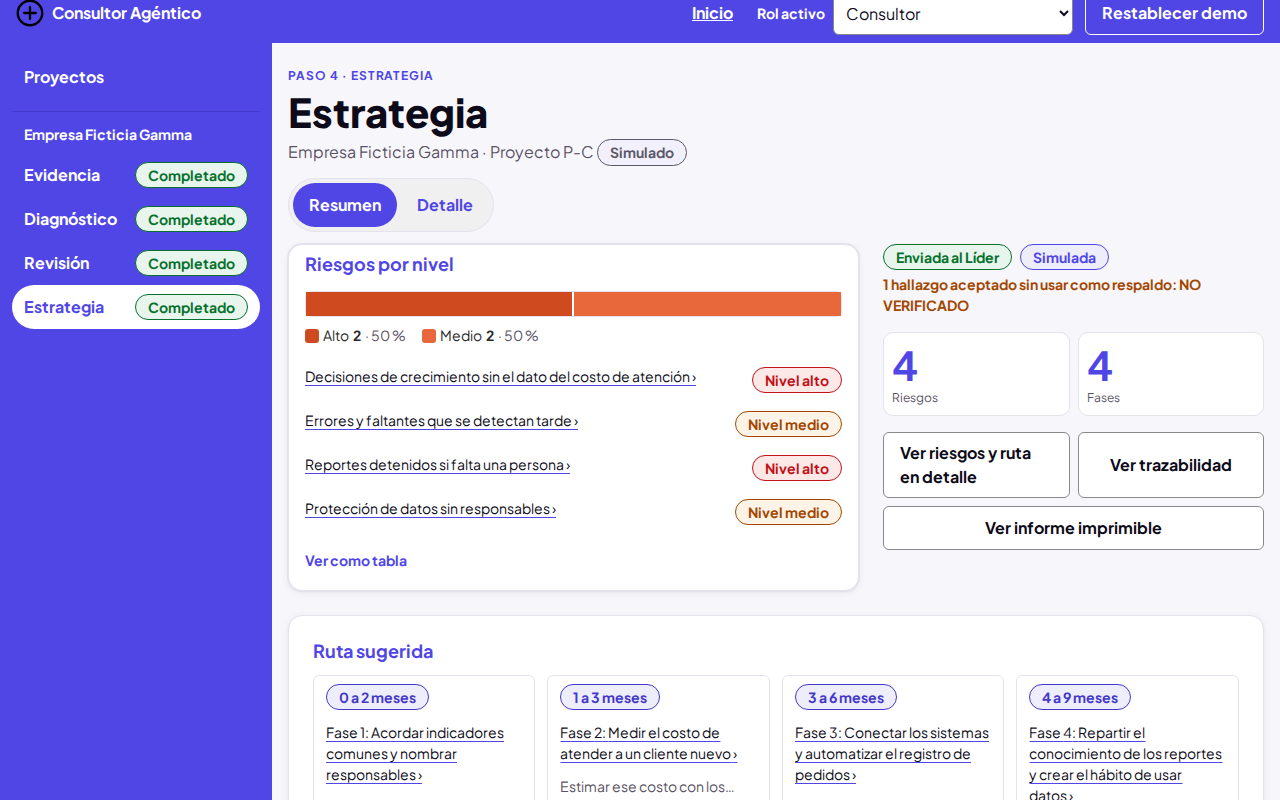 Consultor Agéntico
Inicio
Rol activo
Consultor
Restablecer demo
Proyectos
Empresa Ficticia Gamma
Evidencia Completado
Diagnóstico Completado
Revisión Completado
Estrategia Completado
PASO 4 · ESTRATEGIA
Estrategia
Empresa Ficticia Gamma · Proyecto P-C Simulado
Resumen Detalle
Riesgos por nivel
Alto 2 · 50 % Medio 2 · 50 %
Decisiones de crecimiento sin el dato del costo de atención › Nivel alto
Errores y faltantes que se detectan tarde › Nivel medio
Reportes detenidos si falta una persona › Nivel alto
Protección de datos sin responsables › Nivel medio
Ver como tabla
Enviada al Líder Simulada
1 hallazgo aceptado sin usar como respaldo: NO
VERIFICADO
4
Riesgos
4
Fases
Ver riesgos y ruta
en detalle
Ver trazabilidad
Ver informe imprimible
Ruta sugerida
0 a 2 meses
Fase 1: Acordar indicadores
comunes y nombrar
responsables ›
1 a 3 meses
Fase 2: Medir el costo de
atender a un cliente nuevo ›
Estimar ese costo con los…
3 a 6 meses
Fase 3: Conectar los sistemas
y automatizar el registro de
pedidos ›
4 a 9 meses
Fase 4: Repartir el
conocimiento de los reportes
y crear el hábito de usar
datos ›